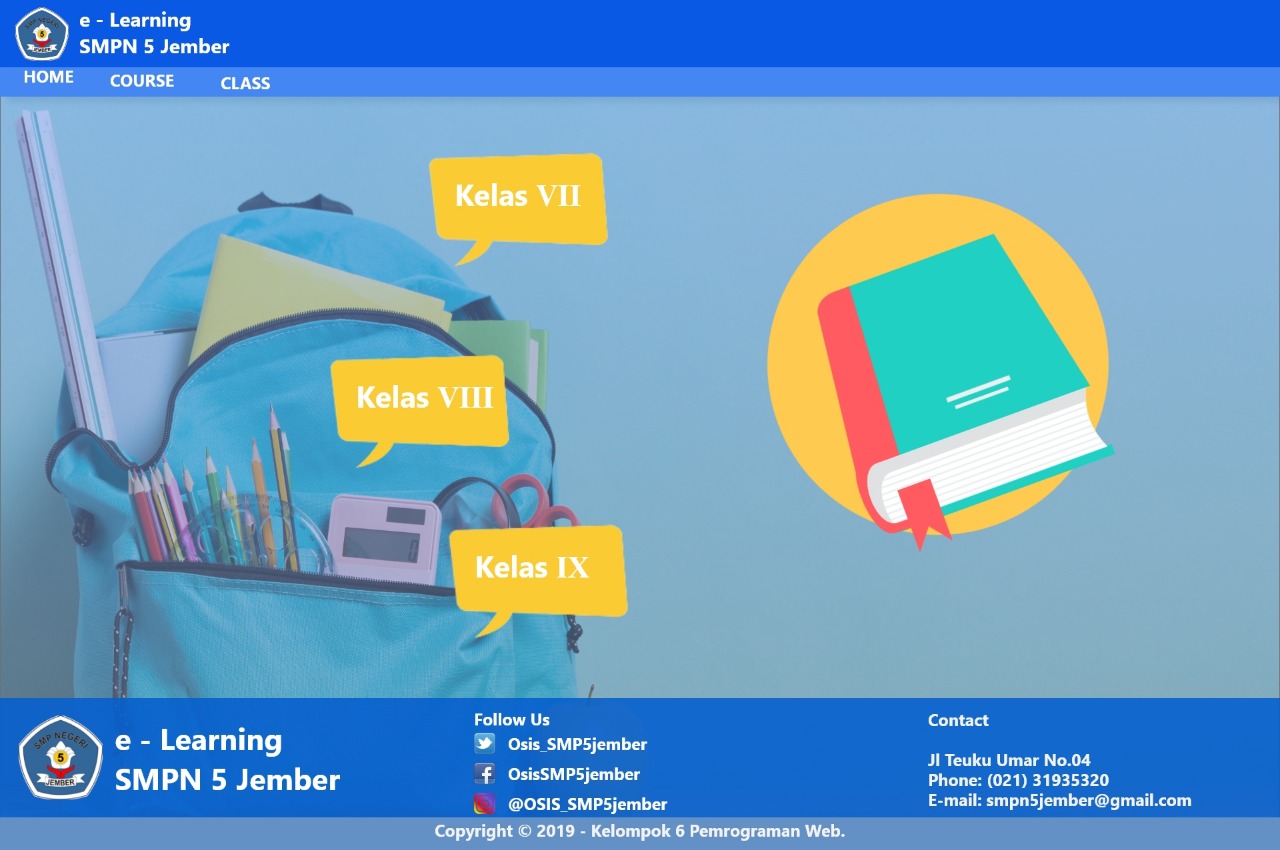 e - Learning
SMPN 5 Jember
HOME
COURSE
CLASS
Kelas VII
Kelas VIII
Kelas IX
SMP NEGERI
5
JEMBER
e - Learning
SMPN 5 Jember
Follow Us
Osis_SMP5jember
OsisSMP5jember
@OSIS_SMP5jember
Contact
Jl Teuku Umar No.04
Phone: (021) 31935320
E-mail: smpn5jember@gmail.com
Copyright © 2019 - Kelompok 6 Pemrograman Web.